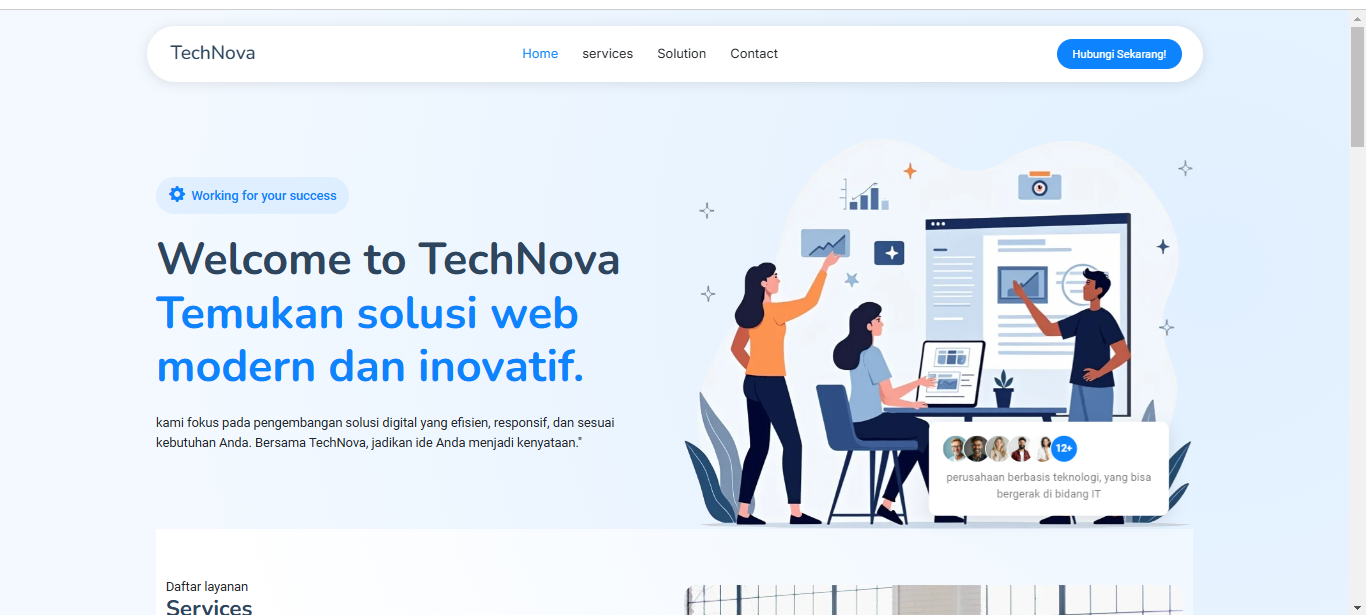 TechNova
Home
services
Solution
Contact
Hubungi Sekarang!
Working for your success
Welcome to TechNova
Temukan solusi web
modern dan inovatif.
kami fokus pada pengembangan solusi digital yang efisien, responsif, dan sesuai
kebutuhan Anda. Bersama TechNova, jadikan ide Anda menjadi kenyataan."
12+
perusahaan berbasis teknologi, yang bisa
bergerak di bidang IT
Daftar layanan
Services